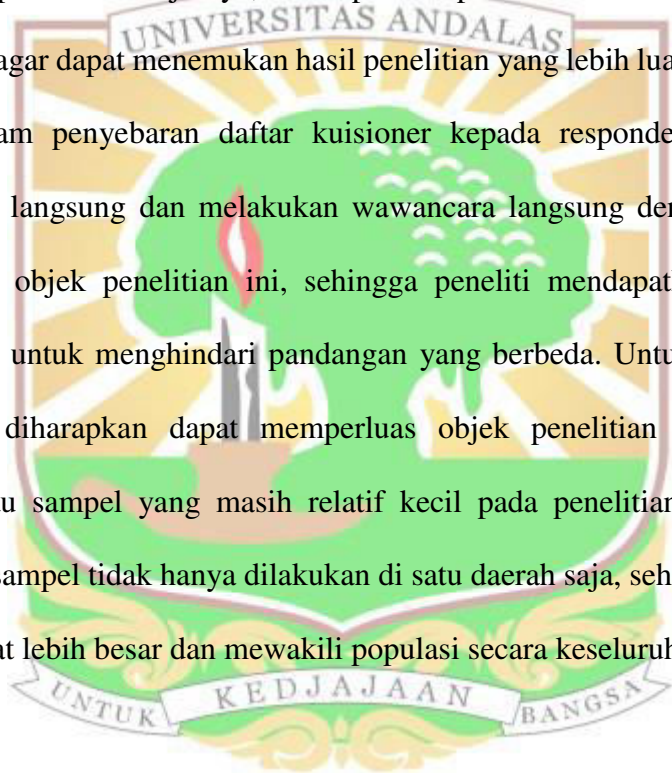 UNIVERSITAS ANDALAS
agar dapat menemukan hasil penelitian yang lebih lua
am penyebaran daftar kuisioner kepada responde
langsung dan melakukan wawancara langsung den
objek penelitian ini, sehingga peneliti mendapat
untuk menghindari pandangan yang berbeda. Untu
diharapkan dapat memperluas objek penelitian
u sampel yang masih relatif kecil pada penelitian
sampel tidak hanya dilakukan di satu daerah saja, seh
at lebih besar dan mewakili populasi secara keseluruh
UNTUK KEDJAJAAN BANGSA